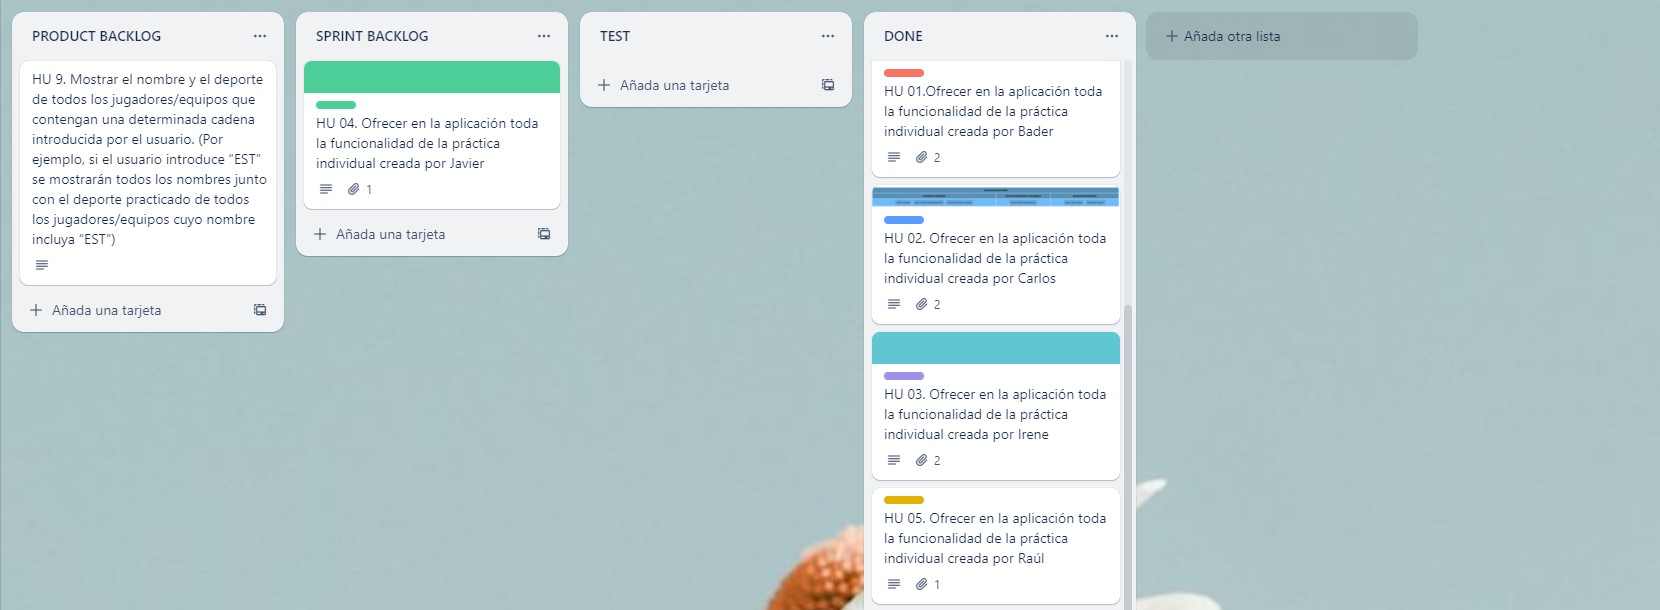 PRODUCT BACKLOG
HU 9. Mostrar el nombre y el deporte
de todos los jugadores/equipos que
contengan una determinada cadena
introducida por el usuario. (Por
ejemplo, si el usuario introduce “EST”
se mostrarán todos los nombres junto
con el deporte practicado de todos
los jugadores/equipos cuyo nombre
incluya “EST”)
Añada una tarjeta
SPRINT BACKLOG
HU 04. Ofrecer en la aplicación toda
la funcionalidad de la práctica
individual creada por Javier
1
Añada una tarjeta
TEST
Añada una tarjeta
DONE
HU 01.Ofrecer en la aplicación toda
la funcionalidad de la práctica
individual creada por Bader
2
HU 02. Ofrecer en la aplicación toda
la funcionalidad de la práctica
individual creada por Carlos
2
HU 03. Ofrecer en la aplicación toda
la funcionalidad de la práctica
individual creada por Irene
2
HU 05. Ofrecer en la aplicación toda
la funcionalidad de la práctica
individual creada por Raúl
1
Añada otra lista